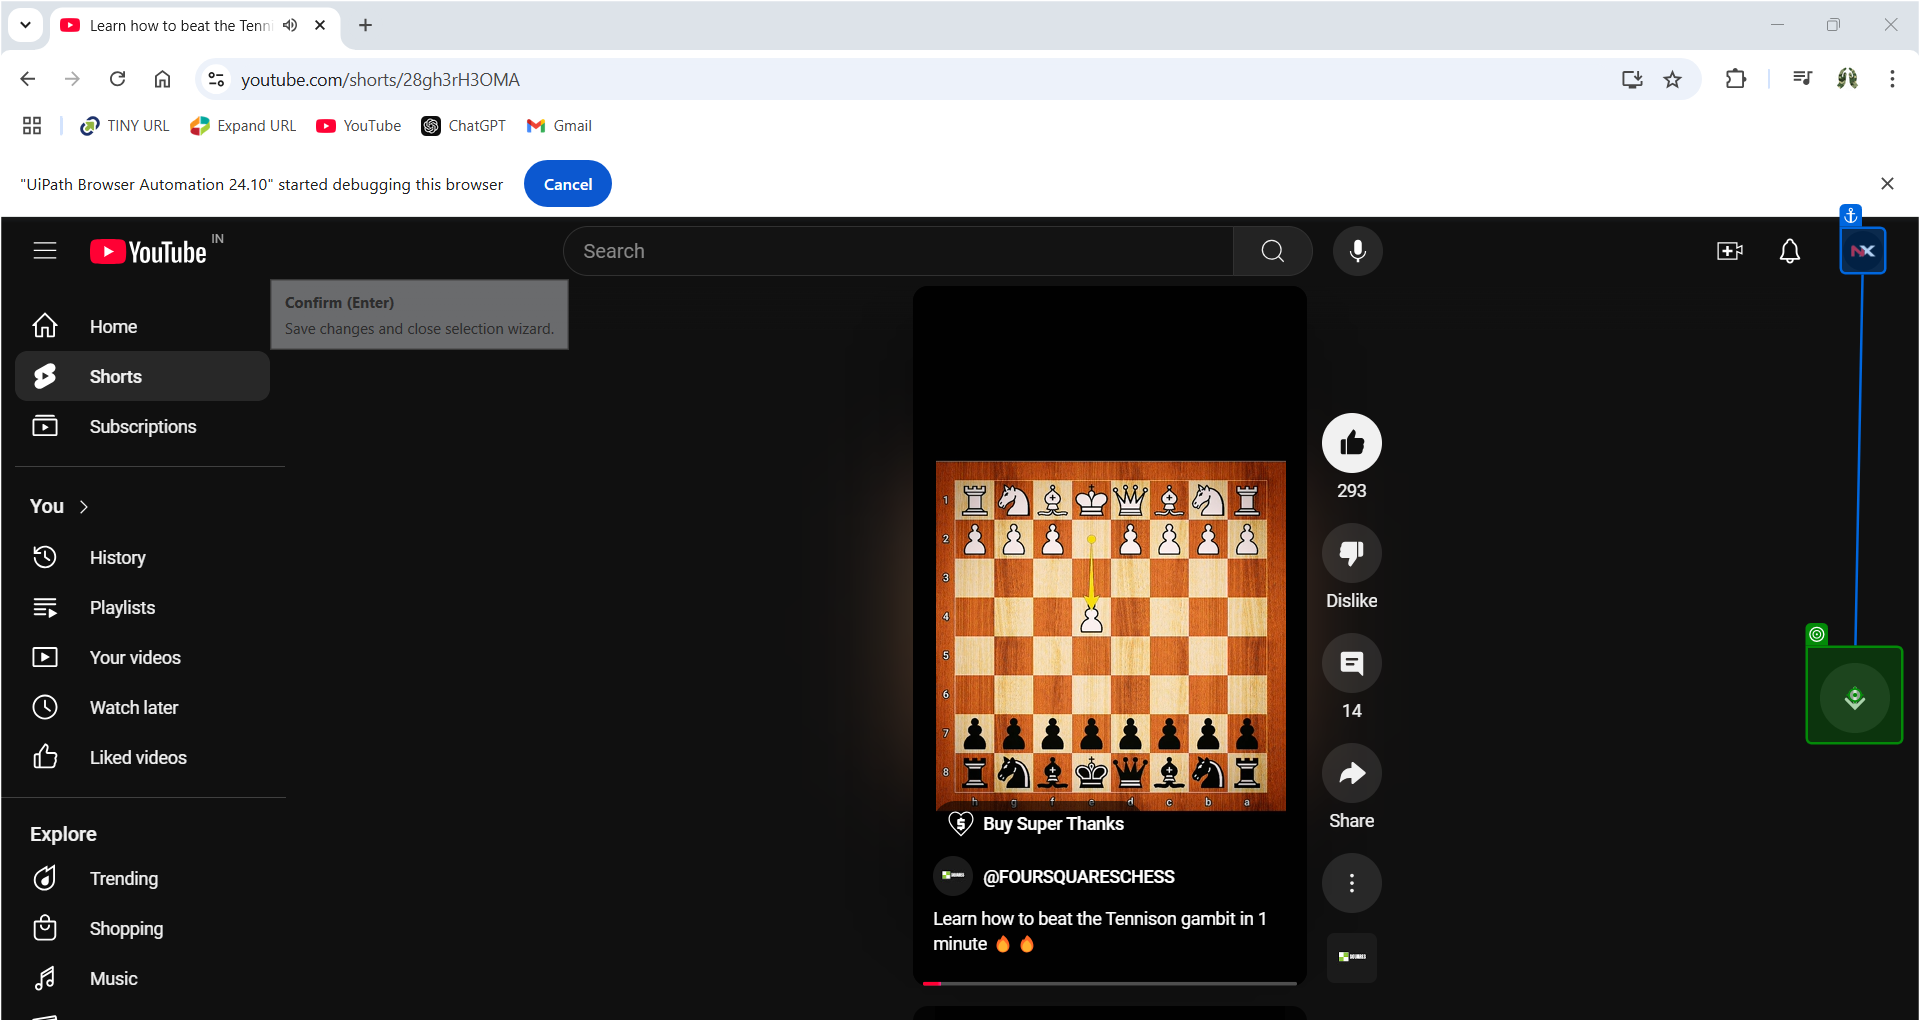 Learn how to beat the Tenni
youtube.com/shorts/28gh3rH3OMA
TINY URL
Expand URL
YouTube
ChatGPT
Gmail
"UiPath Browser Automation 24.10" started debugging this browser
Cancel
YouTube IN
Search
NX
Confirm (Enter)
Save changes and close selection wizard.
Home
Shorts
Subscriptions
You
History
Playlists
Your videos
Watch later
Liked videos
Explore
Trending
Shopping
Music
1
2
3
4
5
6
7
8
h g f e d c b a
Buy Super Thanks
@FOURSQUARESCHESS
Learn how to beat the Tennison gambit in 1
minute 🔥 🔥
293
Dislike
14
Share